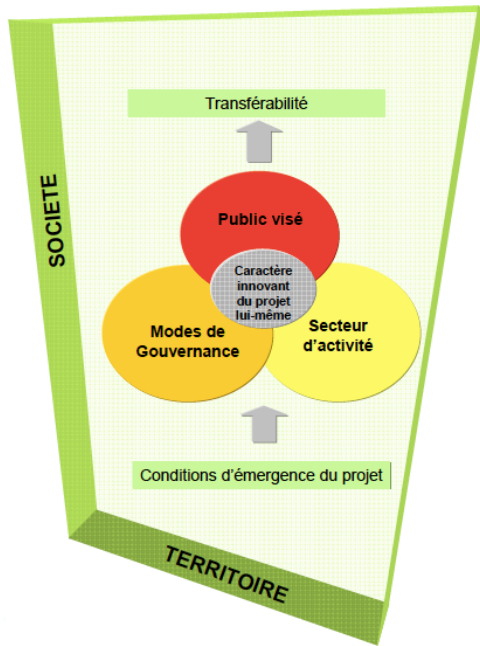 Transférabilité
SOCIETE
Public visé
Caractère
innovant
du projet
lui-même
Modes de
Gouvernance
Secteur
d'activité
Conditions d'émergence du projet
TERRITOIRE